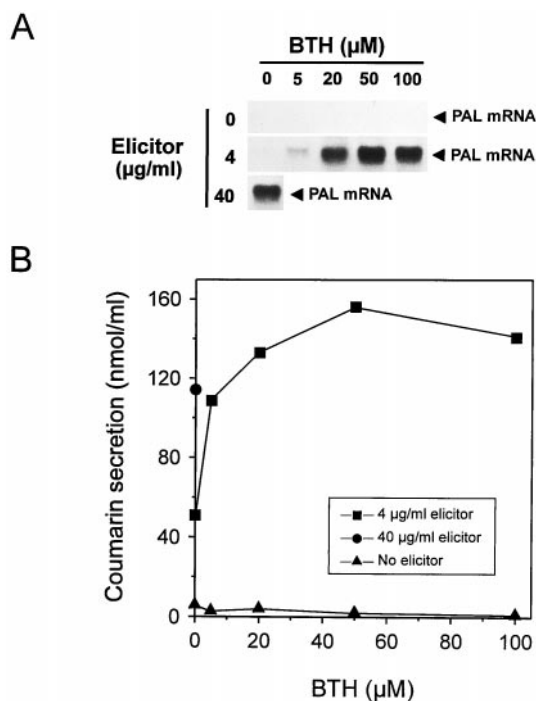 A
BTH (µM)
0 5 20 50 100
Elicitor
(µg/ml)
0 ◄ PAL mRNA
4 ◄ PAL mRNA
40 ◄ PAL mRNA
B
Coumarin secretion (nmol/ml)
160
120
80
40
0
4 µg/ml elicitor
40 µg/ml elicitor
No elicitor
0 20 40 60 80 100
BTH (µM)